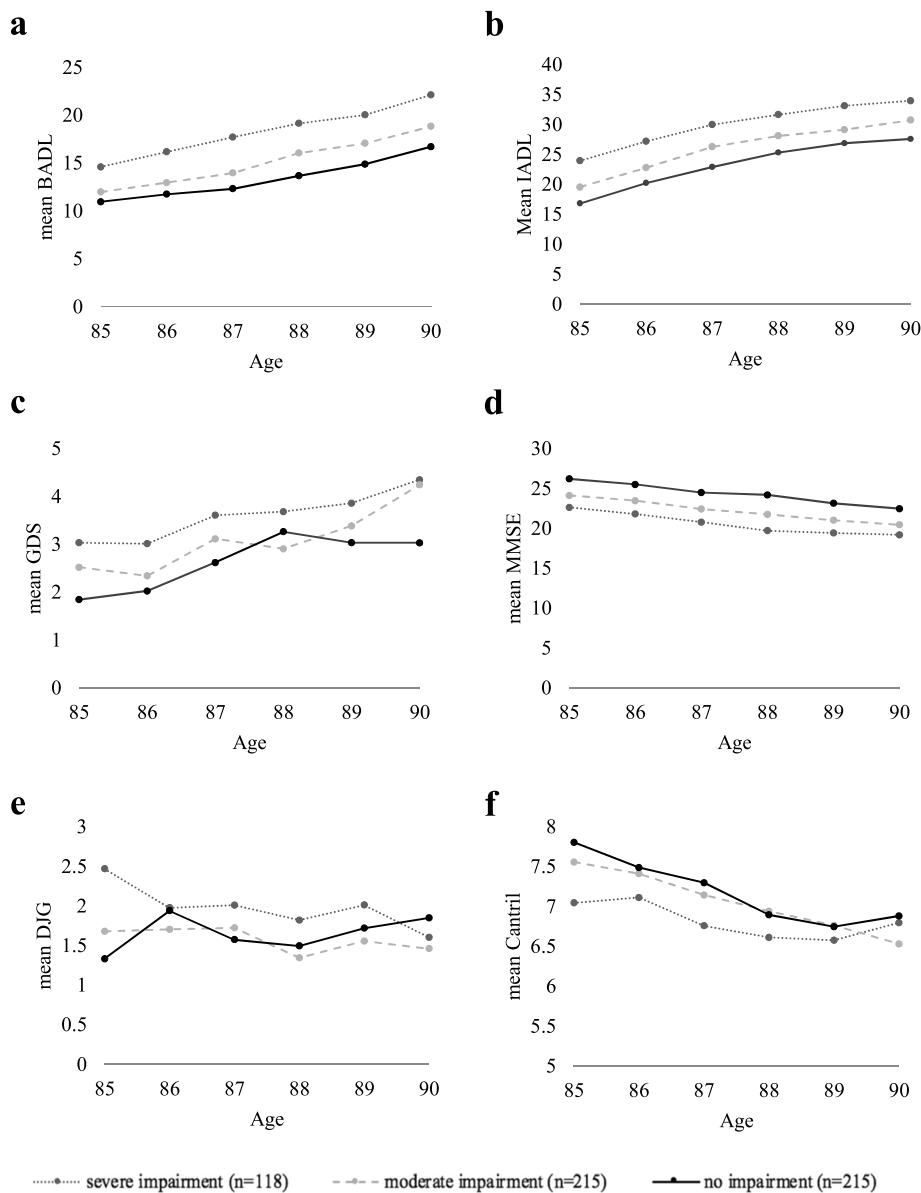 a
25
20
15
10
5
0
mean BADL
85 86 87 88 89 90
Age
b
40
35
30
25
20
15
10
5
0
Mean IADL
85 86 87 88 89 90
Age
c
5
4
3
2
1
0
mean GDS
85 86 87 88 89 90
Age
d
30
25
20
15
10
5
0
mean MMSE
85 86 87 88 89 90
Age
e
3
2.5
2
1.5
1
0.5
0
mean DJG
85 86 87 88 89 90
Age
f
8
7.5
7
6.5
6
5.5
5
mean Cantril
85 86 87 88 89 90
Age
severe impairment (n=118) moderate impairment (n=215) no impairment (n=215)